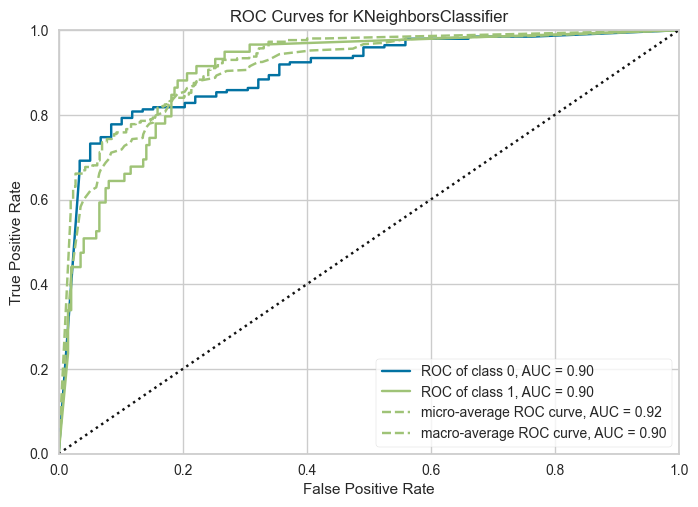 ROC Curves for KNeighborsClassifier
1.0
0.8
0.6
0.4
0.2
0.0
True Positive Rate
ROC of class 0, AUC = 0.90
ROC of class 1, AUC = 0.90
micro-average ROC curve, AUC = 0.92
macro-average ROC curve, AUC = 0.90
0.0 0.2 0.4 0.6 0.8 1.0
False Positive Rate